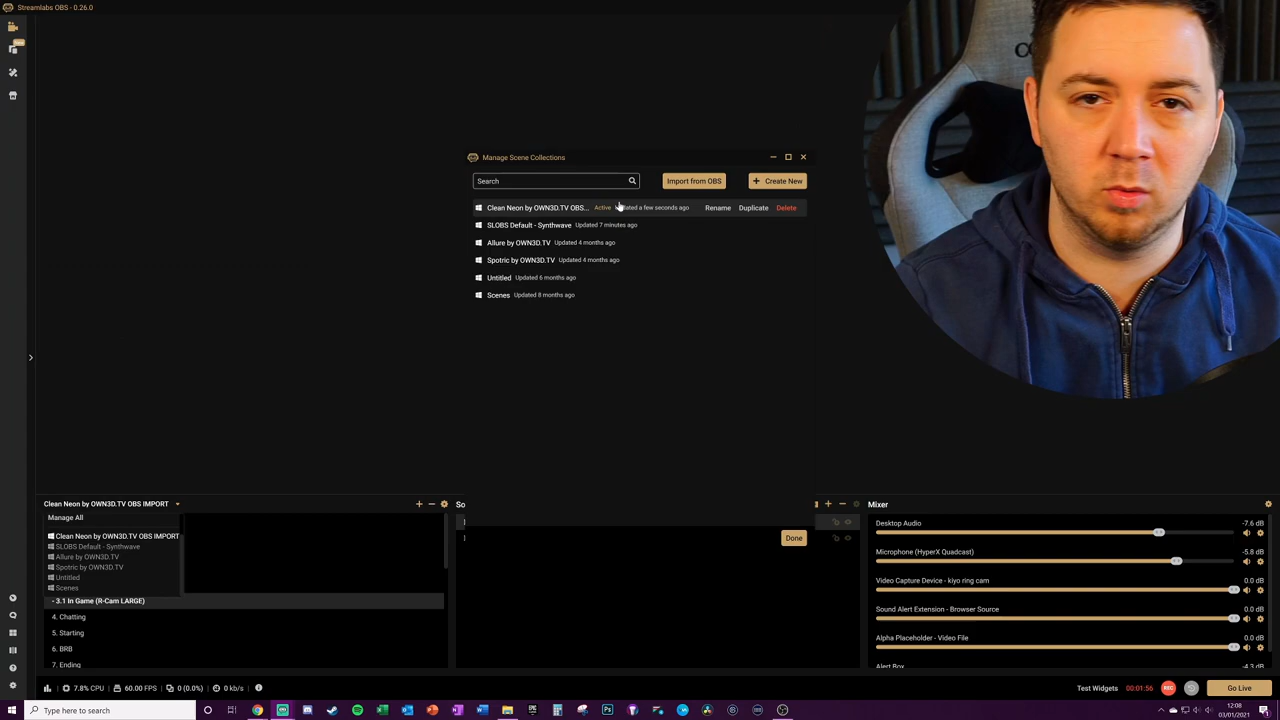 Streamlabs OBS - 0.26.0
New
Manage Scene Collections
Search
Import from OBS
+ Create New
Clean Neon by OWN3D.TV OBS... Active Updated a few seconds ago Rename Duplicate Delete
SLOBS Default - Synthwave Updated 7 minutes ago
Allure by OWN3D.TV Updated 4 months ago
Spotric by OWN3D.TV Updated 4 months ago
Untitled Updated 6 months ago
Scenes Updated 8 months ago
Done
Clean Neon by OWN3D.TV OBS IMPORT
Manage All
Clean Neon by OWN3D.TV OBS IMPORT
SLOBS Default - Synthwave
Allure by OWN3D.TV
Spotric by OWN3D.TV
Untitled
Scenes
- 3.1 In Game (R-Cam LARGE)
4. Chatting
5. Starting
6. BRB
7. Ending
So
Mixer
Desktop Audio -7.6 dB
Microphone (HyperX Quadcast) -5.8 dB
Video Capture Device - kiyo ring cam 0.0 dB
Sound Alert Extension - Browser Source 0.0 dB
Alpha Placeholder - Video File 0.0 dB
Alert Box -4.3 dB
7.8% CPU 60.00 FPS 0 (0.0%) 0 kb/s
Test Widgets 00:01:56 REC Go Live
Type here to search
12:08
03/01/2021